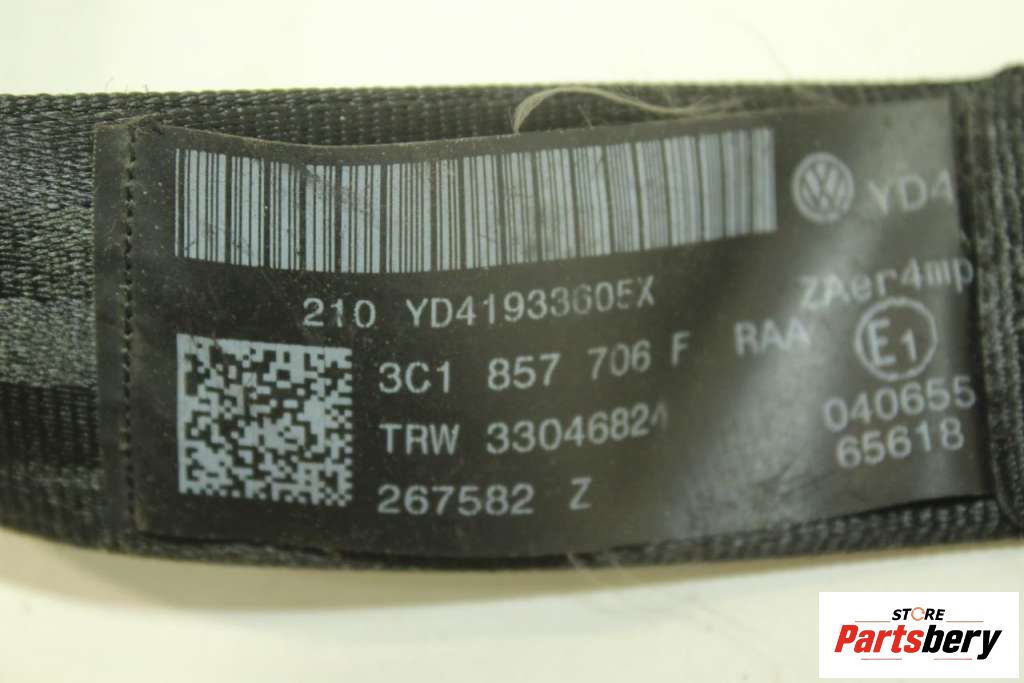 YD4
210 YD41933605X
ZAer4mp
3C1 857 706 F RAA E1
TRW 33046824 040655
267582 Z 65618
STORE
Partsbery